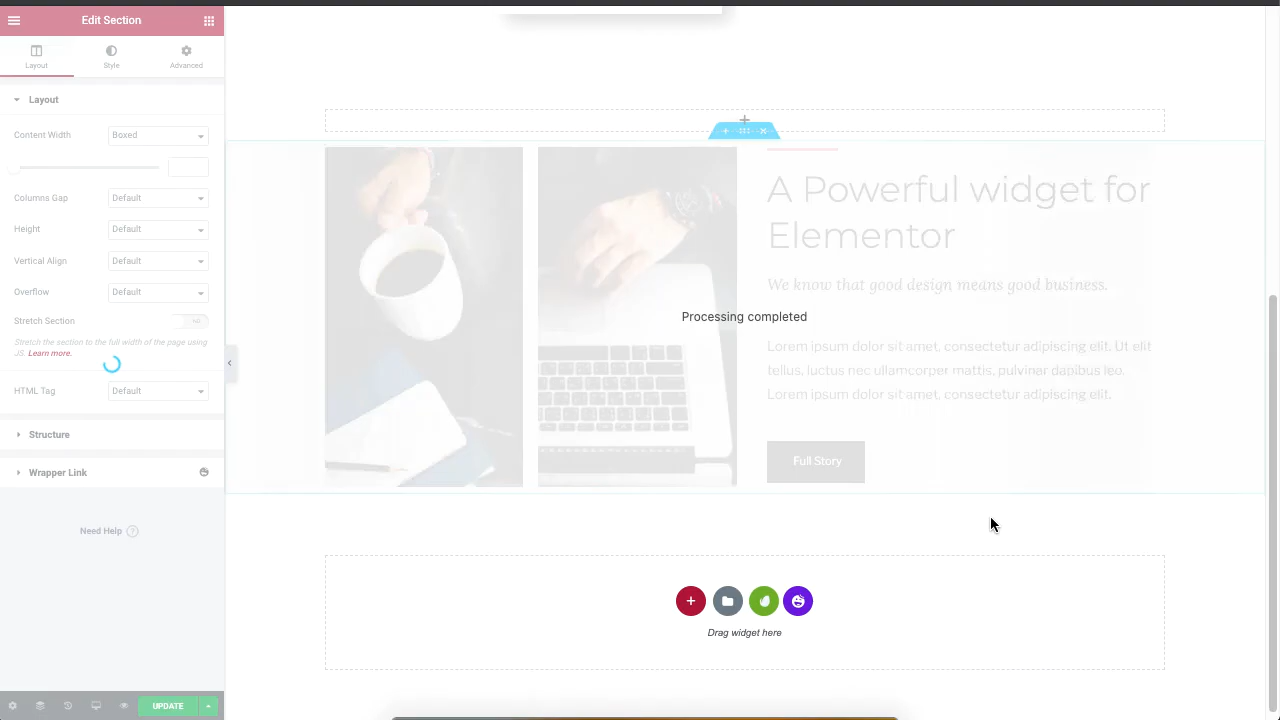 Edit Section
Layout
Style
Advanced
Layout
Content Width
Boxed
Columns Gap
Default
Height
Default
Vertical Align
Default
Overflow
Default
Stretch Section
NO
Stretch the section to the full width of the page using
JS. Learn more.
HTML Tag
Default
Structure
Wrapper Link
Need Help
UPDATE
A Powerful widget for
Elementor
We know that good design means good business.
Processing completed
Lorem ipsum dolor sit amet, consectetur adipiscing elit. Ut elit
tellus, luctus nec ullamcorper mattis, pulvinar dapibus leo.
Lorem ipsum dolor sit amet, consectetur adipiscing elit.
Full Story
Drag widget here